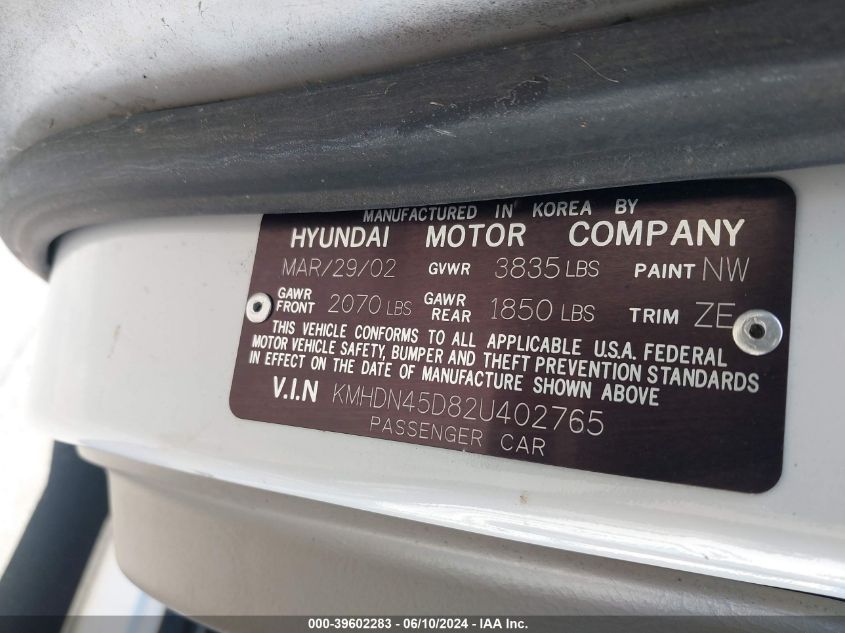 MANUFACTURED IN KOREA BY
HYUNDAI MOTOR COMPANY
MAR/29/02 GVWR 3835 LBS PAINT NW
GAWR FRONT 2070 LBS GAWR REAR 1850 LBS TRIM ZE
THIS VEHICLE CONFORMS TO ALL APPLICABLE U.S.A. FEDERAL
MOTOR VEHICLE SAFETY, BUMPER AND THEFT PREVENTION STANDARDS
IN EFFECT ON THE DATE OF MANUFACTURE SHOWN ABOVE
V.I.N KMHDN45D82U402765
PASSENGER CAR
000-39602283 - 06/10/2024 - IAA Inc.